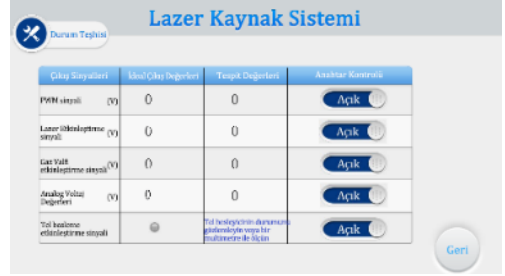 Lazer Kaynak Sistemi
Durum Teşhisi
Çıkış Sinyalleri İdeal Çıkış Değerleri Tespit Değerleri Anahtar Kontrolü
PWM sinyali (V) 0 0 Açık
Lazer Etkinleştirme sinyali (V) 0 0 Açık
Gaz Valfi etkinleştirme sinyali (V) 0 0 Açık
Analog Voltaj Değerleri (V) 0 0 Açık
Tel besleme etkinleştirme sinyali Tel besleyicinin durumunu gözlemleyin veya bir multimetre ile ölçün Açık
Geri